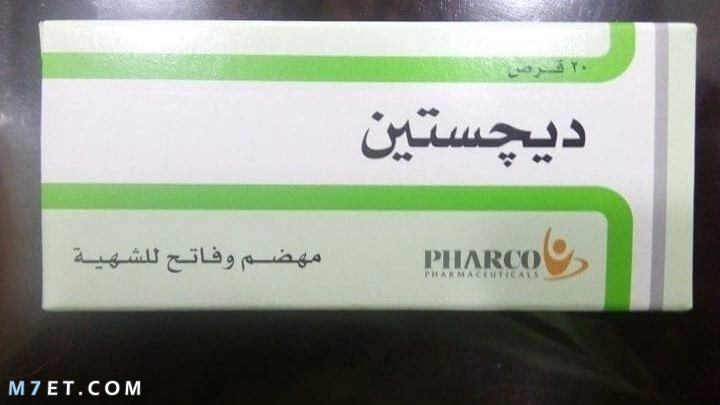 ٢٠ قرص
ديچستين
مهضم وفاتح للشهية
PHARCO
PHARMACEUTICALS
M7ET.COM